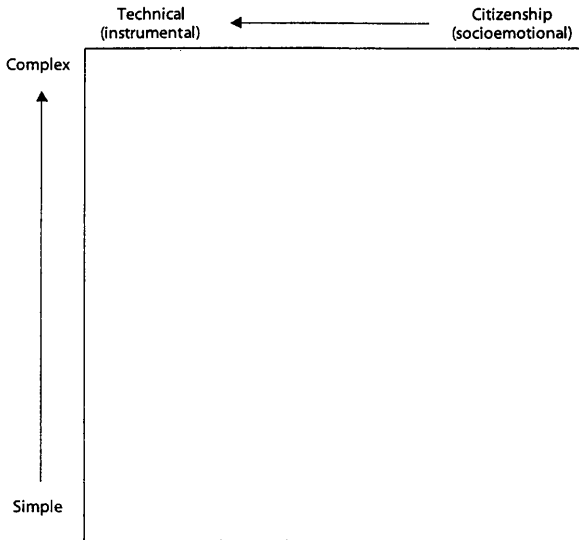 Technical
(instrumental)
Citizenship
(socioemotional)
Complex
Simple